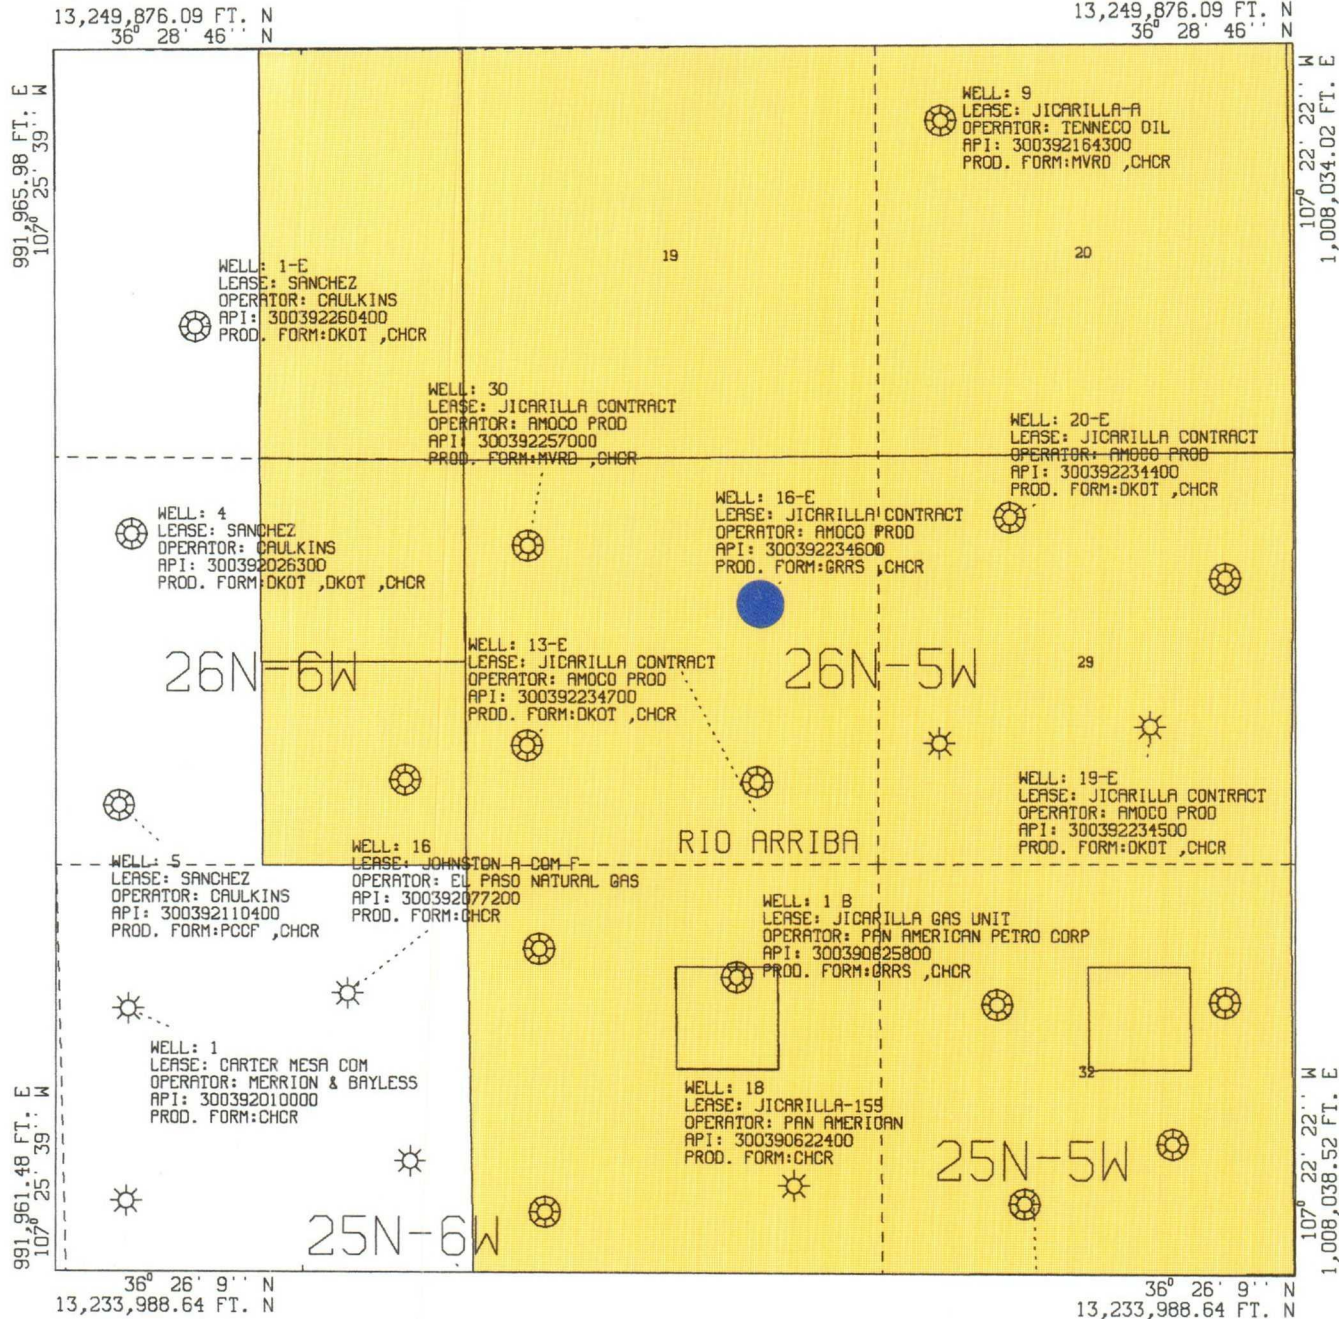 13,249,876.09 FT. N
36° 28' 46'' N
13,249,876.09 FT. N
36° 28' 46'' N
991,965.98 FT. E
107° 25' 39'' W
107° 22' 22'' W
1,008,034.02 FT. E
WELL: 9
LEASE: JICARILLA-A
OPERATOR: TENNECO OIL
API: 300392164300
PROD. FORM:MVRD ,CHCR
19
20
WELL: 1-E
LEASE: SANCHEZ
OPERATOR: CAULKINS
API: 300392260400
PROD. FORM:DKOT ,CHCR
WELL: 30
LEASE: JICARILLA CONTRACT
OPERATOR: AMOCO PROD
API: 300392257000
PROD. FORM:MVRD ,CHCR
WELL: 20-E
LEASE: JICARILLA CONTRACT
OPERATOR: AMOCO PROD
API: 300392234400
PROD. FORM:DKOT ,CHCR
WELL: 4
LEASE: SANCHEZ
OPERATOR: CAULKINS
API: 300392026300
PROD. FORM:DKOT ,DKOT ,CHCR
WELL: 16-E
LEASE: JICARILLA CONTRACT
OPERATOR: AMOCO PROD
API: 300392234600
PROD. FORM:GRRS ,CHCR
26N-6W
WELL: 13-E
LEASE: JICARILLA CONTRACT
OPERATOR: AMOCO PROD
API: 300392234700
PROD. FORM:DKOT ,CHCR
26N-5W
29
WELL: 19-E
LEASE: JICARILLA CONTRACT
OPERATOR: AMOCO PROD
API: 300392234500
PROD. FORM:DKOT ,CHCR
RIO ARRIBA
WELL: 5
LEASE: SANCHEZ
OPERATOR: CAULKINS
API: 300392110400
PROD. FORM:PCCF ,CHCR
WELL: 16
LEASE: JOHNSTON A COM F
OPERATOR: EL PASO NATURAL GAS
API: 300392077200
PROD. FORM:CHCR
WELL: 1 B
LEASE: JICARILLA GAS UNIT
OPERATOR: PAN AMERICAN PETRO CORP
API: 300390625800
PROD. FORM:GRRS ,CHCR
WELL: 1
LEASE: CARTER MESA COM
OPERATOR: MERRION & BAYLESS
API: 300392010000
PROD. FORM:CHCR
32
WELL: 18
LEASE: JICARILLA-159
OPERATOR: PAN AMERICAN
API: 300390622400
PROD. FORM:CHCR
25N-5W
25N-6W
991,961.48 FT. E
107° 25' 39'' W
107° 22' 22'' W
1,008,038.52 FT. E
36° 26' 9'' N
13,233,988.64 FT. N
36° 26' 9'' N
13,233,988.64 FT. N